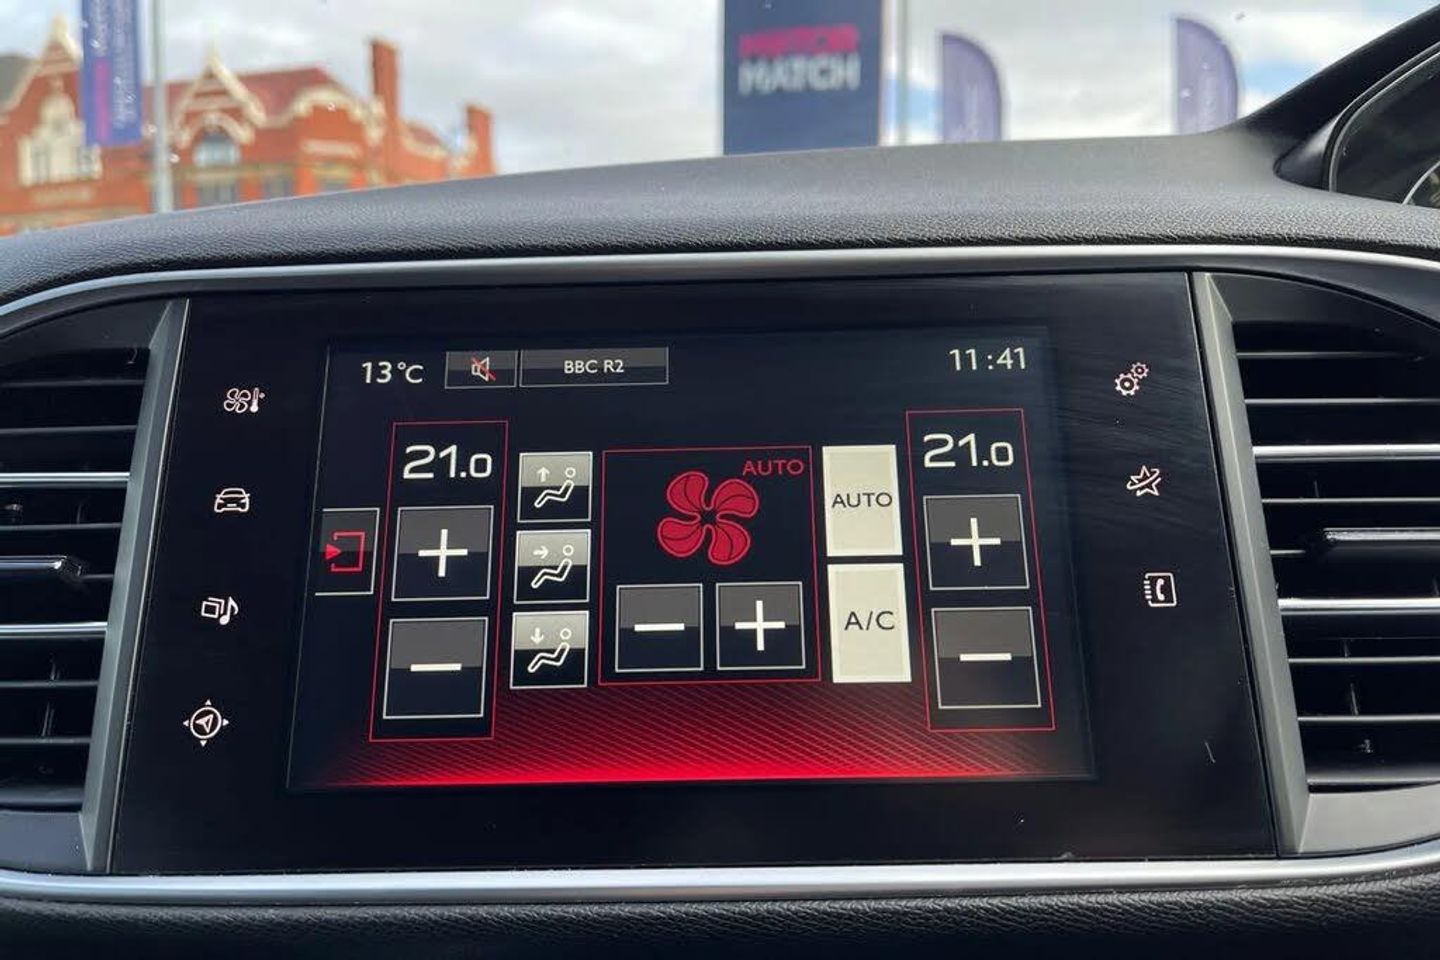 MOTOR
MATCH
13°C
BBC R2
11:41
21.0
AUTO
AUTO
21.0
A/C